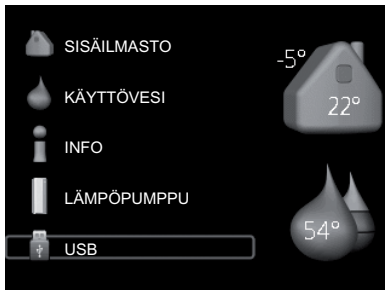 SISÄILMASTO
-5°
22°
KÄYTTÖVESI
INFO
LÄMPÖPUMPPU
54°
USB